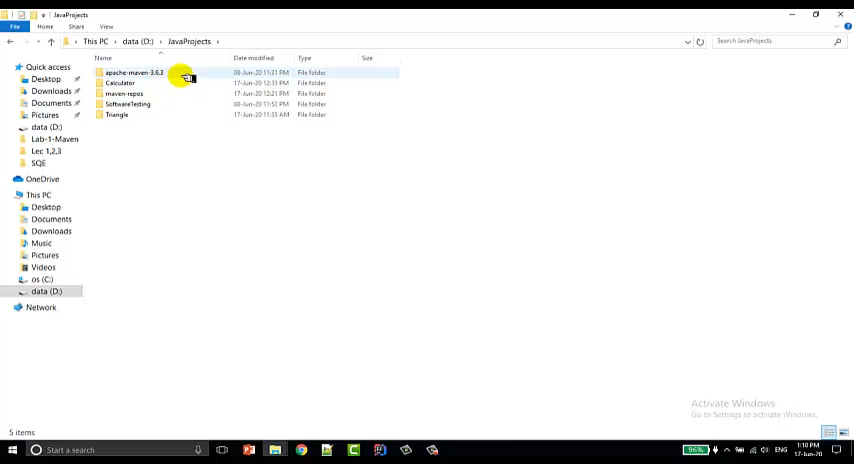 JavaProjects
File
Home
Share
View
This PC
data (D:)
JavaProjects
Search JavaProjects
Name
Date modified
Type
Size
Quick access
Desktop
Downloads
Documents
Pictures
data (D:)
Lab-1-Maven
Lec 1,2,3
SQE
OneDrive
This PC
Desktop
Documents
Downloads
Music
Pictures
Videos
os (C:)
data (D:)
Network
apache-maven-3.6.3 08-Jun-20 11:31 PM File folder
Calculator 17-Jun-20 12:33 PM File folder
maven-repos 17-Jun-20 12:21 PM File folder
SoftwareTesting 08-Jun-20 11:52 PM File folder
Triangle 17-Jun-20 11:35 AM File folder
Activate Windows
Go to Settings to activate Windows.
5 items
Start a search
96%
ENG
1:10 PM
17-Jun-20